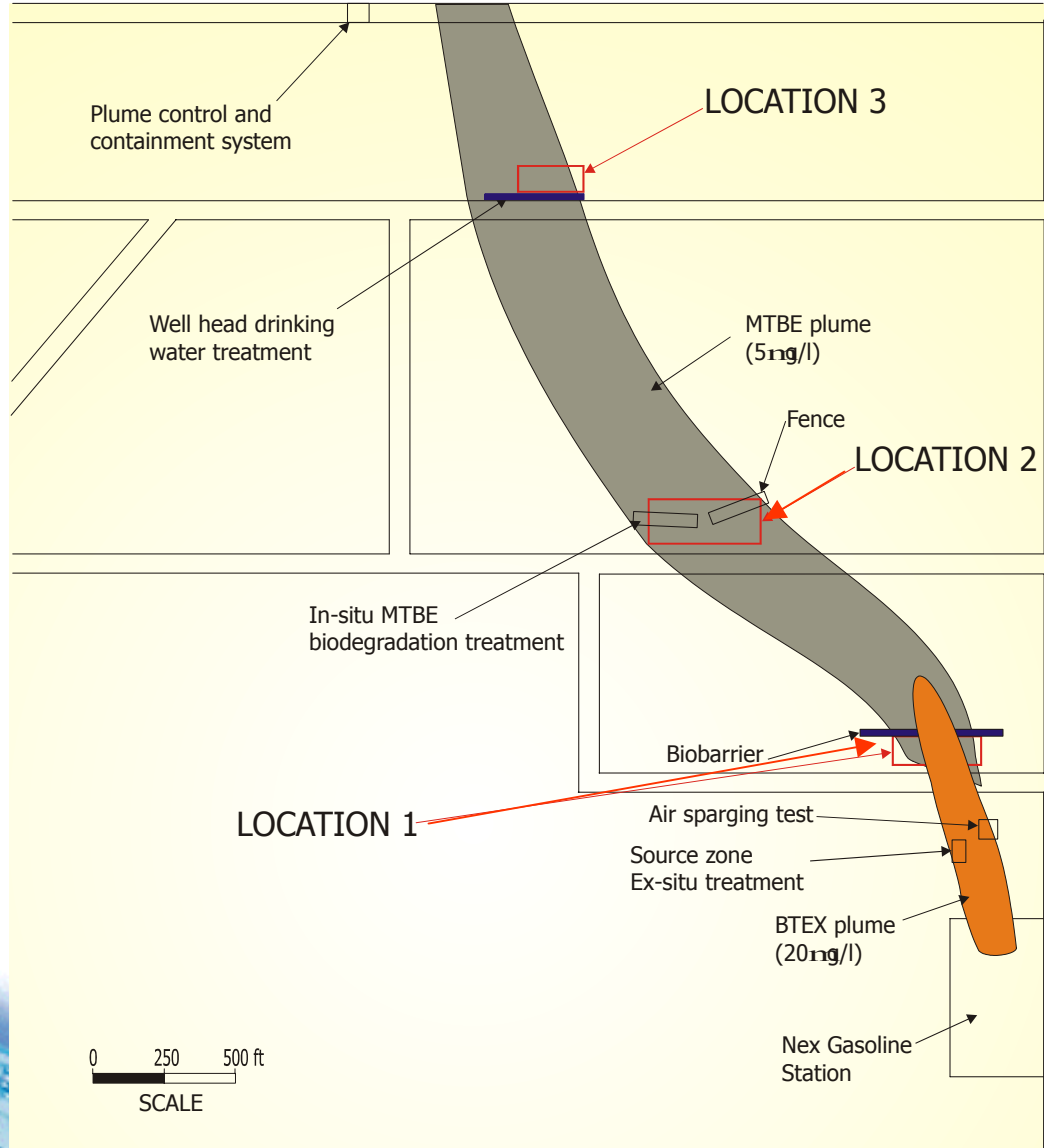 Plume control and
containment system
LOCATION 3
Well head drinking
water treatment
MTBE plume
(5mg/l)
Fence
LOCATION 2
In-situ MTBE
biodegradation treatment
Biobarrier
LOCATION 1
Air sparging test
Source zone
Ex-situ treatment
BTEX plume
(20mg/l)
Nex Gasoline
Station
0 250 500 ft
SCALE